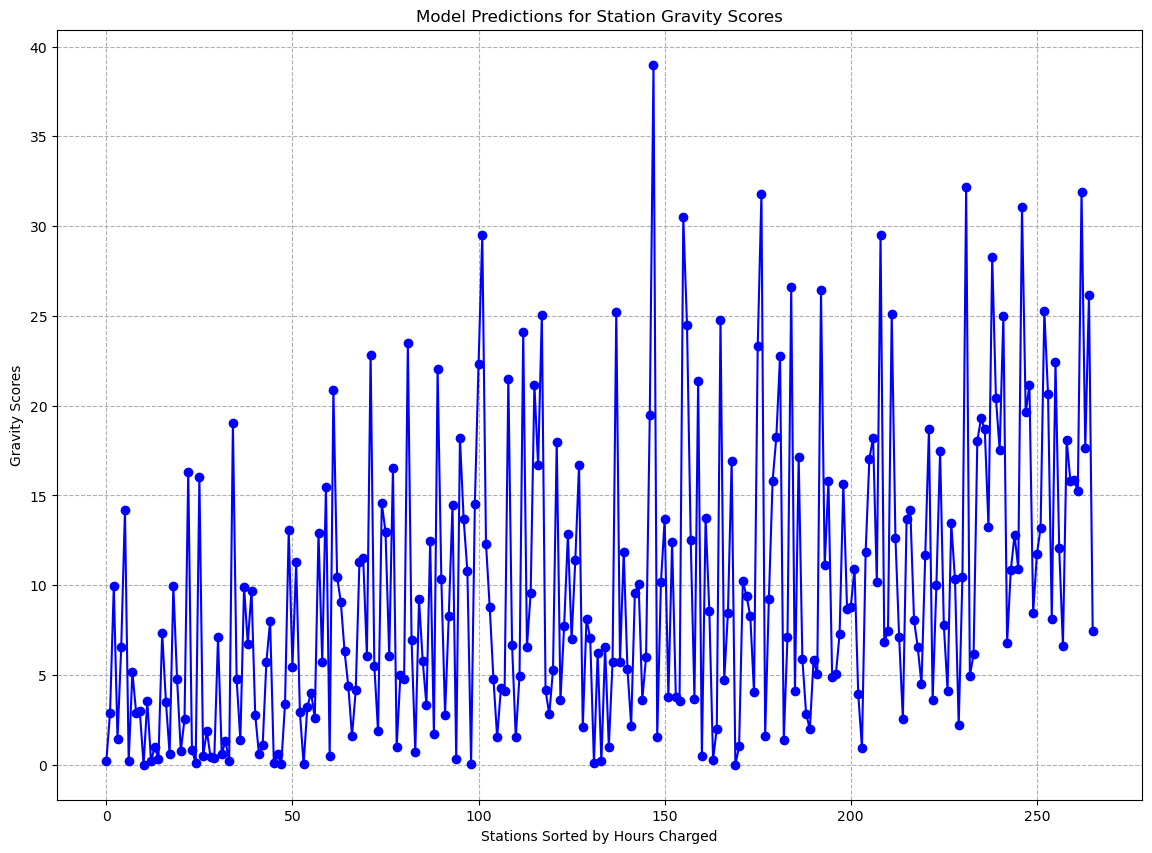 Model Predictions for Station Gravity Scores
40
35
30
25
20
15
10
5
0
Gravity Scores
0 50 100 150 200 250
Stations Sorted by Hours Charged